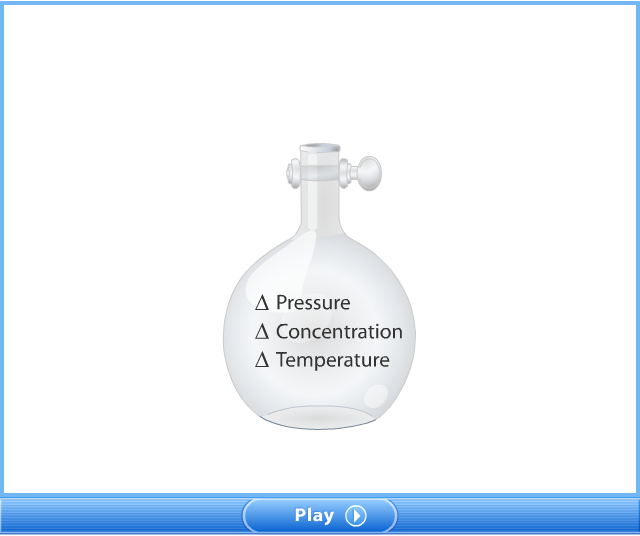 Δ Pressure
Δ Concentration
Δ Temperature
Play